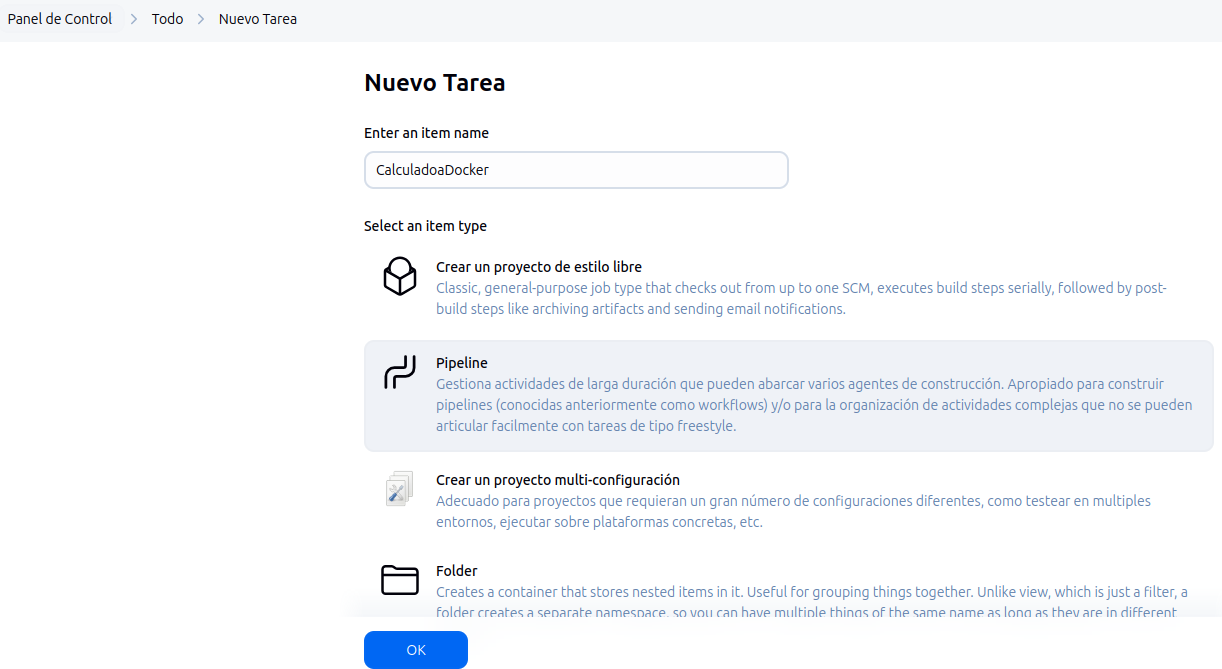 Panel de Control > Todo > Nuevo Tarea
Nuevo Tarea
Enter an item name
CalculadoaDocker
Select an item type
Crear un proyecto de estilo libre
Classic, general-purpose job type that checks out from up to one SCM, executes build steps serially, followed by post-
build steps like archiving artifacts and sending email notifications.
Pipeline
Gestiona actividades de larga duración que pueden abarcar varios agentes de construcción. Apropiado para construir
pipelines (conocidas anteriormente como workflows) y/o para la organización de actividades complejas que no se pueden
articular facilmente con tareas de tipo freestyle.
Crear un proyecto multi-configuración
Adecuado para proyectos que requieran un gran número de configuraciones diferentes, como testear en multiples
entornos, ejecutar sobre plataformas concretas, etc.
Folder
Creates a container that stores nested items in it. Useful for grouping things together. Unlike view, which is just a filter, a
folder creates a separate namespace, so you can have multiple things of the same name as long as they are in different
OK